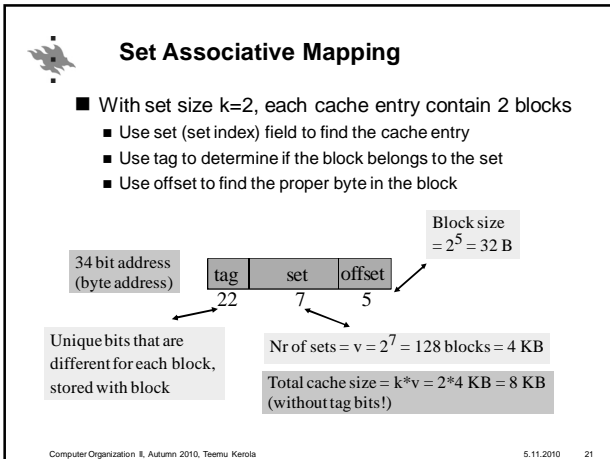 Set Associative Mapping
With set size k=2, each cache entry contain 2 blocks
Use set (set index) field to find the cache entry
Use tag to determine if the block belongs to the set
Use offset to find the proper byte in the block
Block size
= 2^5 = 32 B
34 bit address
(byte address)
tag set offset
22 7 5
Unique bits that are
different for each block,
stored with block
Nr of sets = v = 2^7 = 128 blocks = 4 KB
Total cache size = k*v = 2*4 KB = 8 KB
(without tag bits!)
Computer Organization II, Autumn 2010, Teemu Kerola 5.11.2010 21